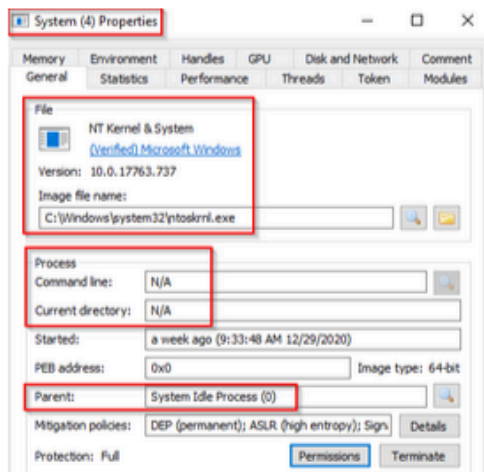 System (4) Properties
Memory Environment Handles GPU Disk and Network Comment
General Statistics Performance Threads Token Modules
File
NT Kernel & System
(Verified) Microsoft Windows
Version: 10.0.17763.737
Image file name:
C:\Windows\system32\ntoskrnl.exe
Process
Command line: N/A
Current directory: N/A
Started: a week ago (9:33:48 AM 12/29/2020)
PEB address: 0x0 Image type: 64-bit
Parent: System Idle Process (0)
Mitigation policies: DEP (permanent); ASLR (high entropy); Sign Details
Protection: Full Permissions Terminate